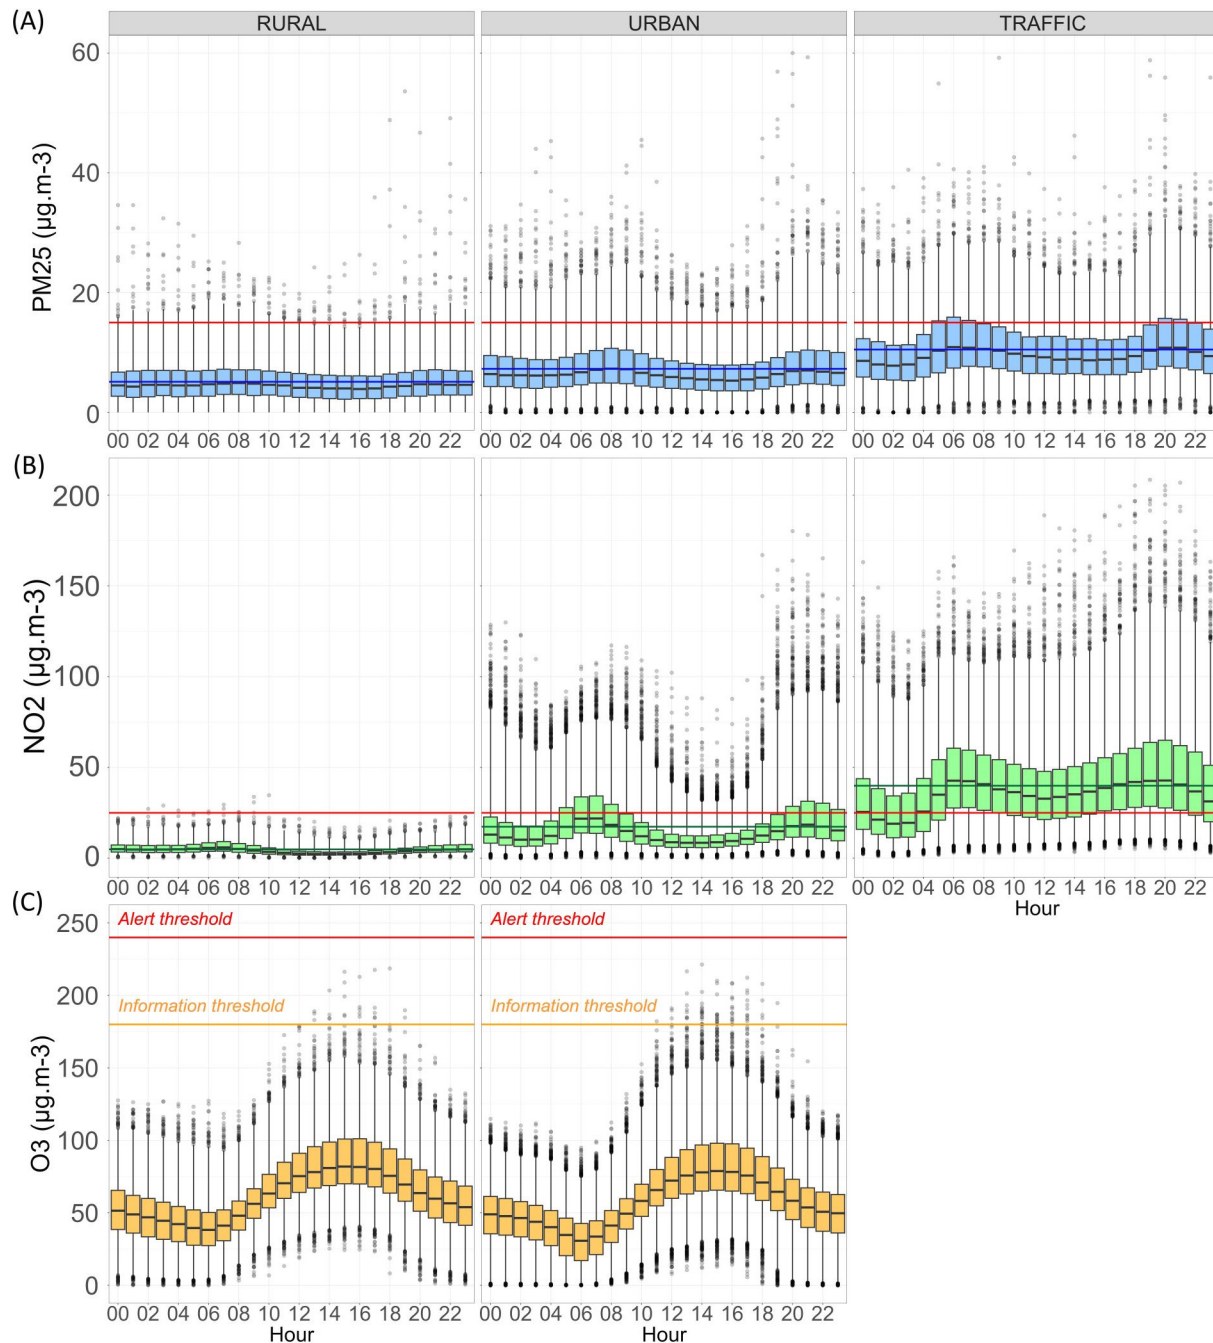 (A)
RURAL URBAN TRAFFIC
60
40
20
0
PM25 (µg.m-3)
00 02 04 06 08 10 12 14 16 18 20 22 00 02 04 06 08 10 12 14 16 18 20 22 00 02 04 06 08 10 12 14 16 18 20 22
(B)
200
150
100
50
0
NO2 (µg.m-3)
00 02 04 06 08 10 12 14 16 18 20 22 00 02 04 06 08 10 12 14 16 18 20 22 00 02 04 06 08 10 12 14 16 18 20 22
Hour
(C)
250
200
150
100
50
0
O3 (µg.m-3)
Alert threshold Alert threshold
Information threshold Information threshold
00 02 04 06 08 10 12 14 16 18 20 22 00 02 04 06 08 10 12 14 16 18 20 22
Hour Hour